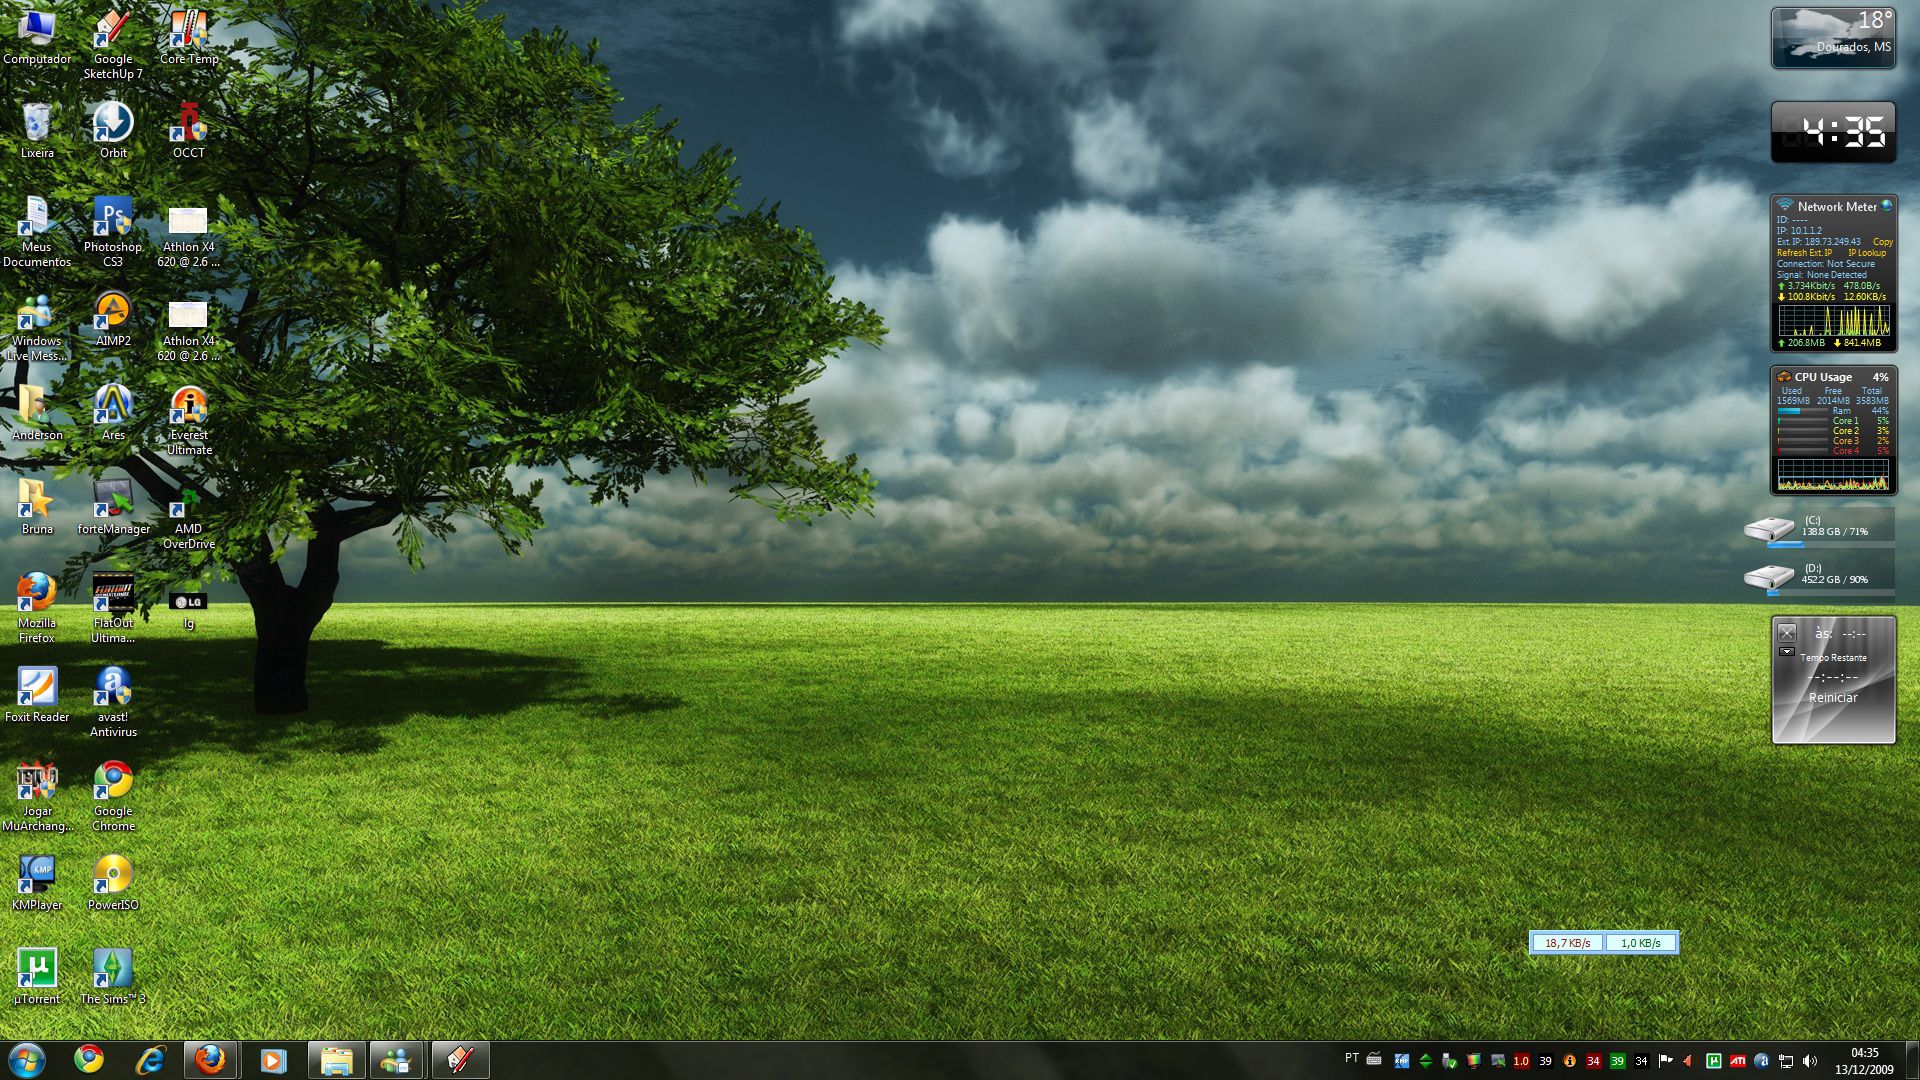 Computador
Google
SketchUp 7
Core Temp
Lixeira
Orbit
OCCT
Meus
Documentos
Ps
Photoshop
CS3
Athlon X4
620 @ 2.6 ...
Windows
Live Mess...
AIMP2
Athlon X4
620 @ 2.6 ...
Anderson
Ares
Everest
Ultimate
Bruna
forteManager
AMD
OverDrive
Mozilla
Firefox
FlatOut
Ultima...
LG
lg
Foxit Reader
avast!
Antivirus
Jogar
MuArchang...
Google
Chrome
KMP
KMPlayer
PowerISO
µTorrent
The Sims™ 3
18°
Dourados, MS
4:35
Network Meter
ID: ----
IP: 10.1.1.2
Ext. IP: 189.73.249.43 Copy
Refresh Ext. IP IP Lookup
Connection: Not Secure
Signal: None Detected
3.734Kbit/s 478.0B/s
100.8Kbit/s 12.60KB/s
206.8MB 841.4MB
CPU Usage 4%
Used Free Total
1569MB 2014MB 3583MB
Ram 44%
Core 1 5%
Core 2 3%
Core 3 2%
Core 4 5%
(C:)
138.8 GB / 71%
(D:)
452.2 GB / 90%
às: --:--
Tempo Restante
--:--:--
Reiniciar
18,7 KB/s 1,0 KB/s
PT KMP 1.0 39 34 39 34 ATI
04:35
13/12/2009